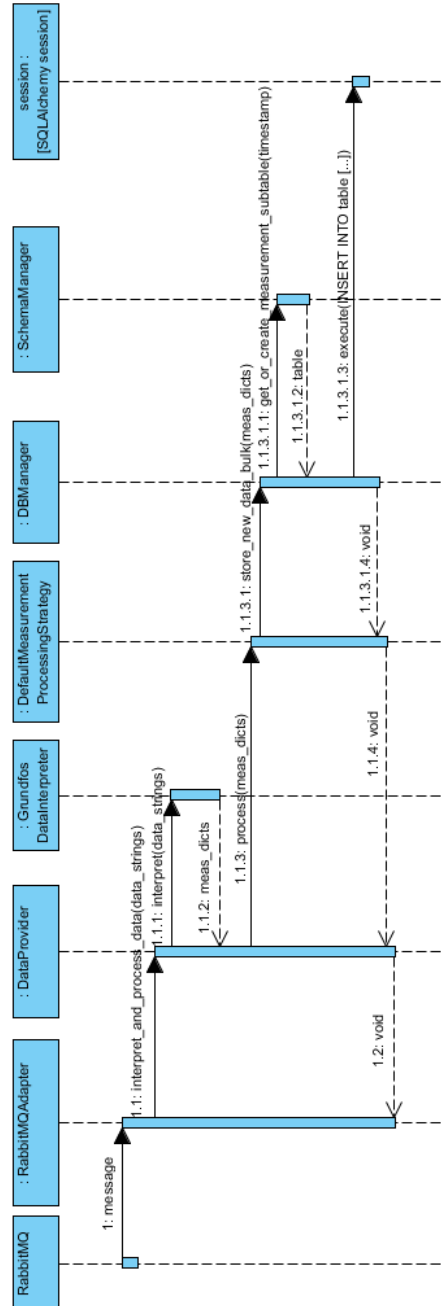 RabbitMQ
: RabbitMQAdapter
: DataProvider
: Grundfos
DataInterpreter
: DefaultMeasurement
ProcessingStrategy
: DBManager
: SchemaManager
session :
[SQLAlchemy session]
1: message
1.1: interpret_and_process_data(data_strings)
1.1.1: interpret(data_strings)
1.1.2: meas_dicts
1.1.3: process(meas_dicts)
1.1.3.1: store_new_data_bulk(meas_dicts)
1.1.3.1.1: get_or_create_measurement_subtable(timestamp)
1.1.3.1.2: table
1.1.3.1.3: execute(INSERT INTO table [...])
1.1.3.1.4: void
1.1.4: void
1.2: void